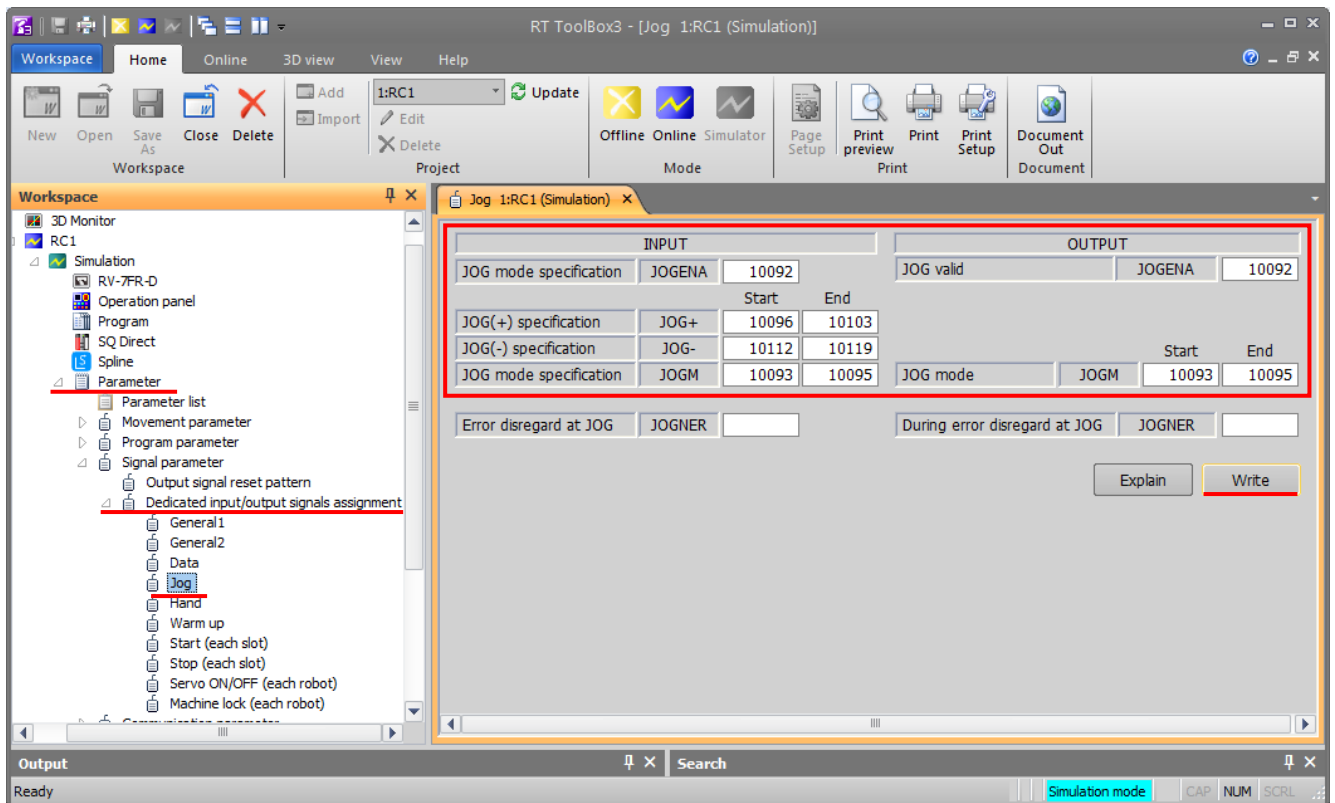 RT ToolBox3 - [Jog 1:RC1 (Simulation)]
Workspace Home Online 3D view View Help
Add 1:RC1 Update
Import Edit
New Open Save As Close Delete Delete Offline Online Simulator Page Setup Print preview Print Print Setup Document Out
Workspace Project Mode Print Document
Workspace
3D Monitor
RC1
Simulation
RV-7FR-D
Operation panel
Program
SQ Direct
Spline
Parameter
Parameter list
Movement parameter
Program parameter
Signal parameter
Output signal reset pattern
Dedicated input/output signals assignment
General1
General2
Data
Jog
Hand
Warm up
Start (each slot)
Stop (each slot)
Servo ON/OFF (each robot)
Machine lock (each robot)
Communication parameter
Jog 1:RC1 (Simulation)
INPUT OUTPUT
JOG mode specification JOGENA 10092 JOG valid JOGENA 10092
Start End
JOG(+) specification JOG+ 10096 10103
JOG(-) specification JOG- 10112 10119 Start End
JOG mode specification JOGM 10093 10095 JOG mode JOGM 10093 10095
Error disregard at JOG JOGNER During error disregard at JOG JOGNER
Explain Write
Output Search
Ready Simulation mode CAP NUM SCRL